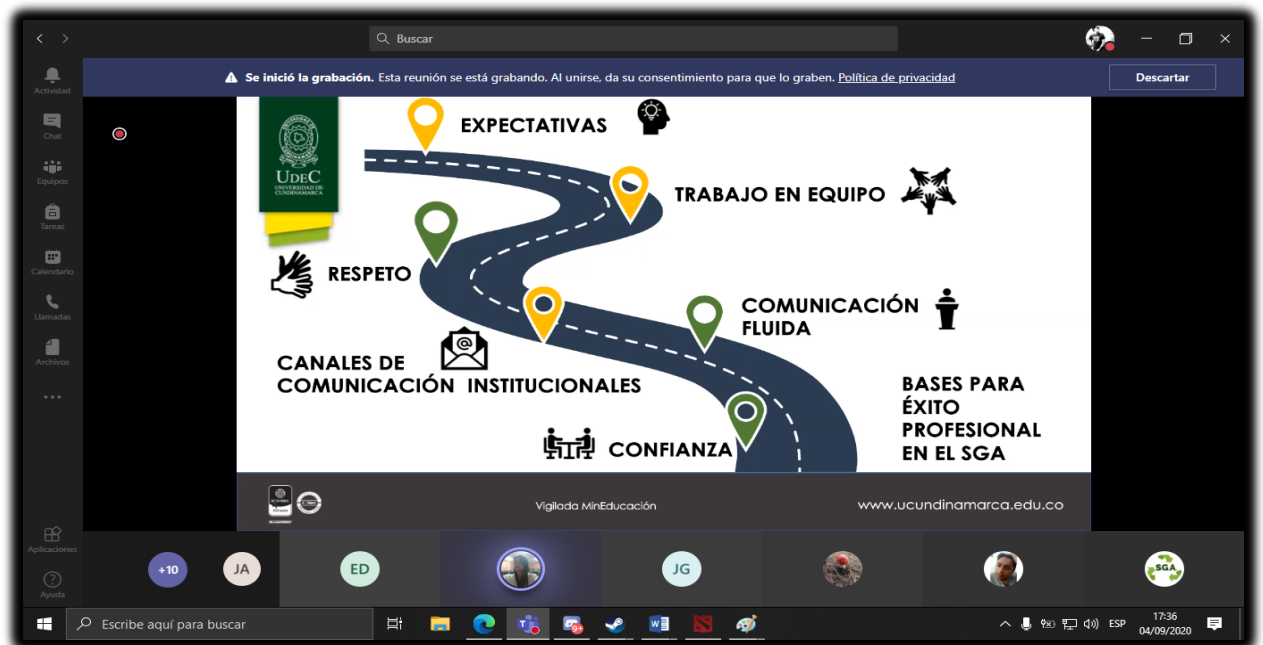 Buscar
Se inició la grabación. Esta reunión se está grabando. Al unirse, da su consentimiento para que lo graben. Política de privacidad
Descartar
Actividad
Chat
Equipos
Tareas
Calendario
Llamadas
Archivos
Aplicaciones
Ayuda
UDEC
UNIVERSIDAD DE
CUNDINAMARCA
EXPECTATIVAS
TRABAJO EN EQUIPO
RESPETO
COMUNICACIÓN
FLUIDA
CANALES DE
COMUNICACIÓN INSTITUCIONALES
BASES PARA
ÉXITO
PROFESIONAL
EN EL SGA
CONFIANZA
Vigilada MinEducación
www.ucundinamarca.edu.co
+10
JA
ED
JG
SGA
Escribe aquí para buscar
ESP
17:36
04/09/2020